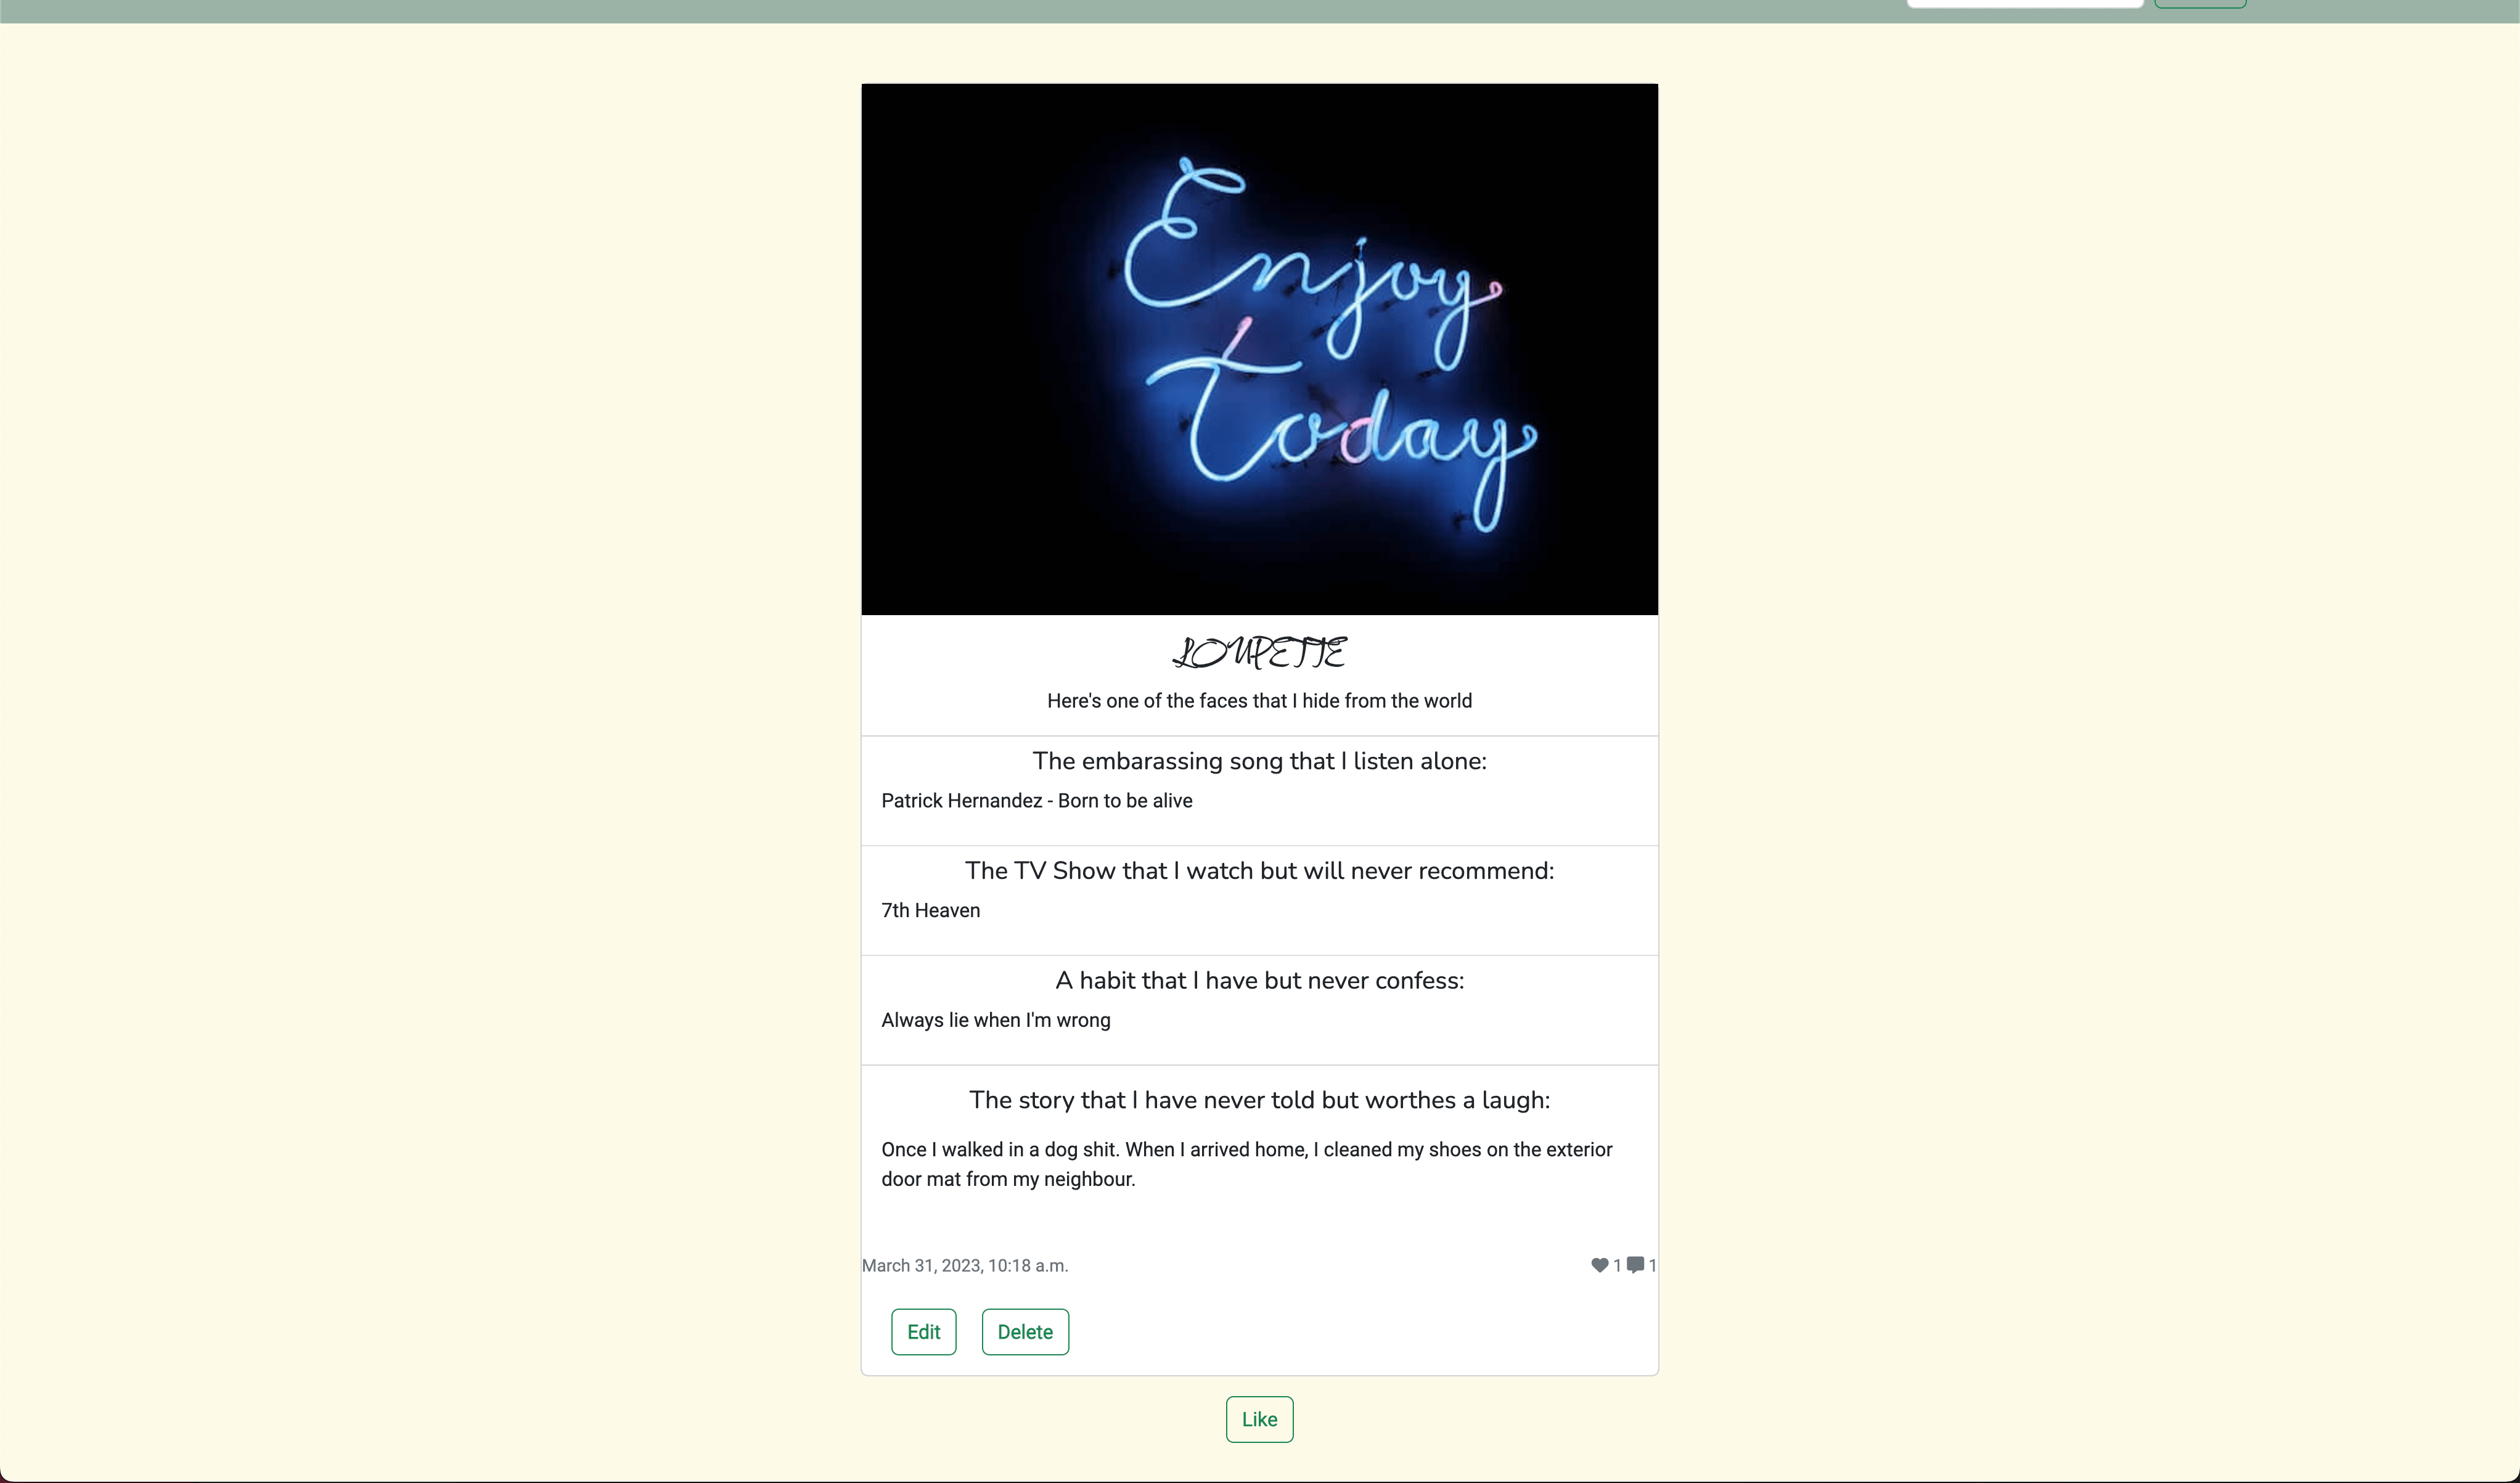 Enjoy
Today
LOUPETTE
Here's one of the faces that I hide from the world
The embarassing song that I listen alone:
Patrick Hernandez - Born to be alive
The TV Show that I watch but will never recommend:
7th Heaven
A habit that I have but never confess:
Always lie when I'm wrong
The story that I have never told but worthes a laugh:
Once I walked in a dog shit. When I arrived home, I cleaned my shoes on the exterior
door mat from my neighbour.
March 31, 2023, 10:18 a.m. 1 1
Edit Delete
Like